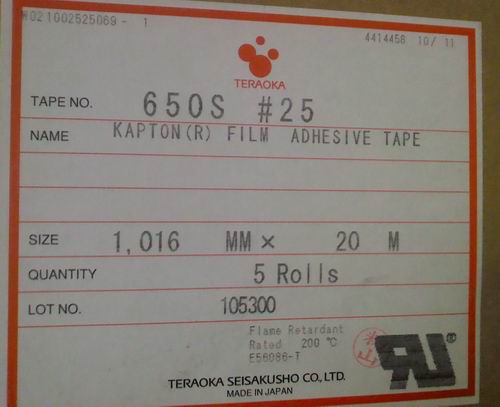 W021002525069 - 1
4414458 10/ 11
TERAOKA
TAPE NO. 650S #25
NAME KAPTON(R) FILM ADHESIVE TAPE
SIZE 1,016 MM × 20 M
QUANTITY 5 Rolls
LOT NO. 105300
Flame Retardant
Rated 200 ℃
E56086-T
TERAOKA SEISAKUSHO CO., LTD.
MADE IN JAPAN